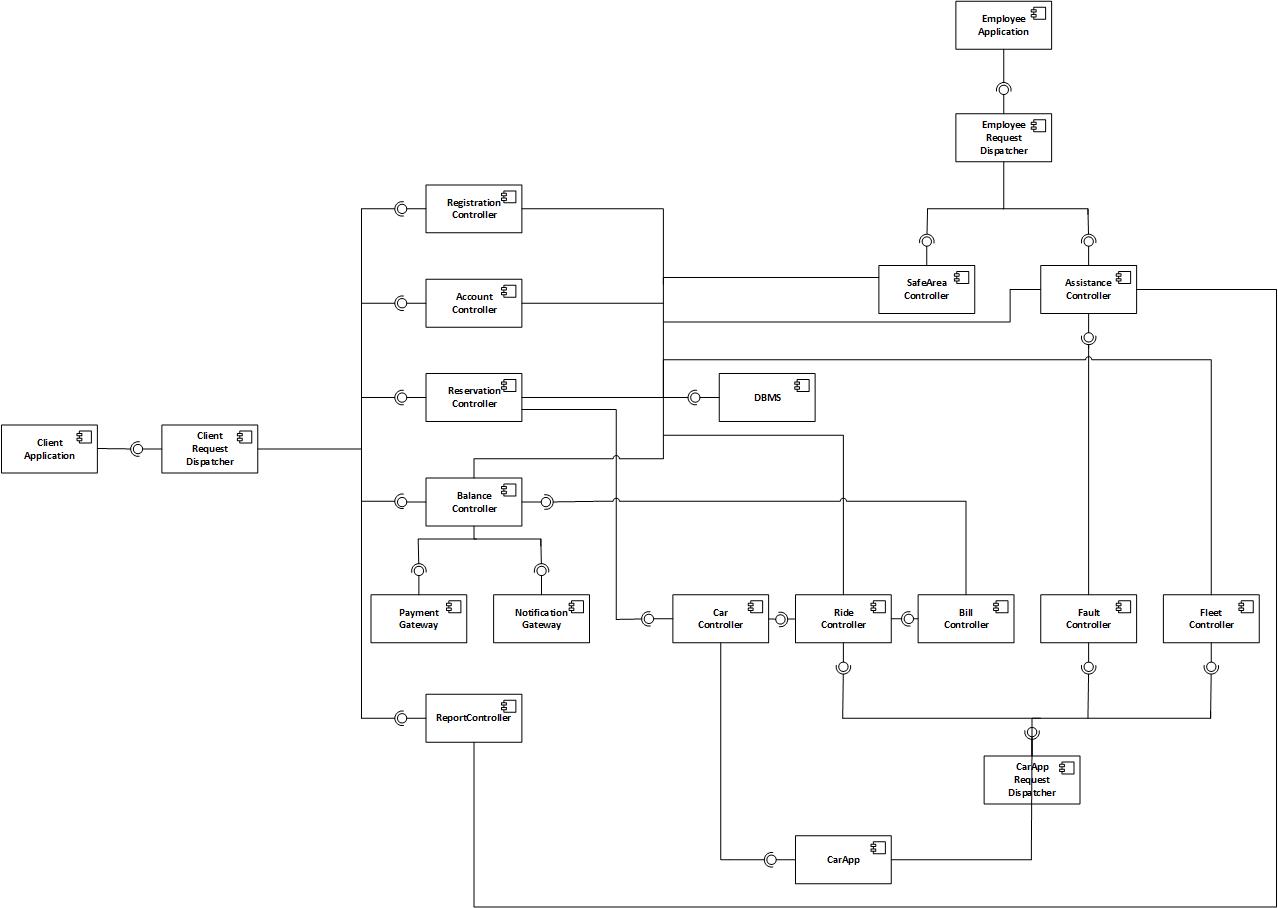 Employee
Application
Employee
Request
Dispatcher
Registration
Controller
SafeArea
Controller
Assistance
Controller
Account
Controller
Reservation
Controller
DBMS
Client
Application
Client
Request
Dispatcher
Balance
Controller
Payment
Gateway
Notification
Gateway
Car
Controller
Ride
Controller
Bill
Controller
Fault
Controller
Fleet
Controller
ReportController
CarApp
Request
Dispatcher
CarApp